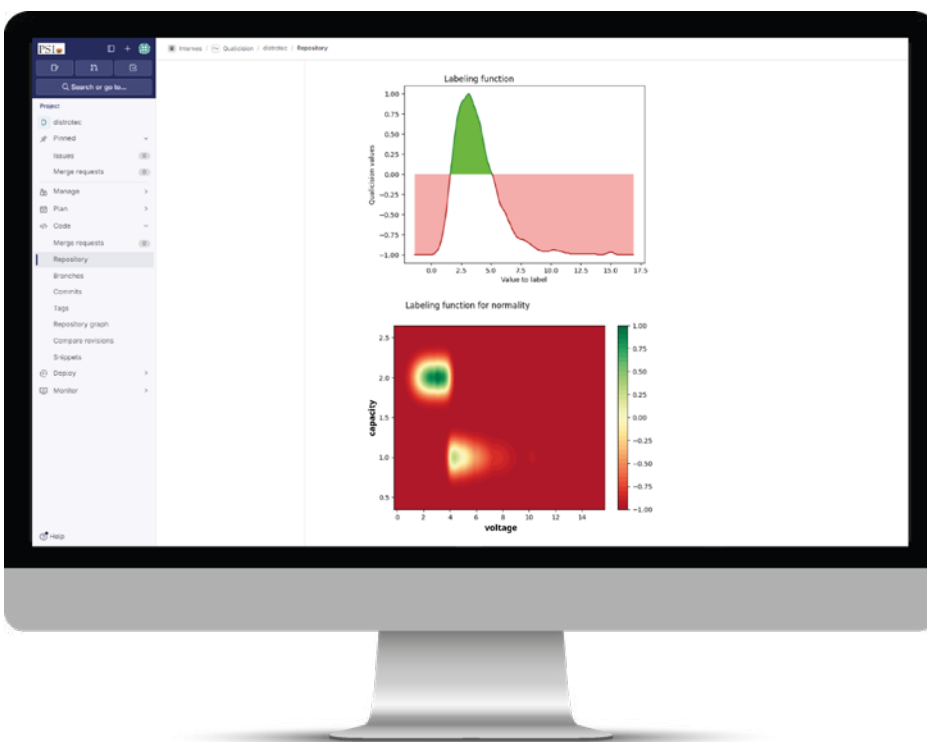 PSI
Internes / Qualicision / distrotec / Repository
Search or go to...
Project
D distrotec
Pinned
Issues 0
Merge requests 0
Manage
Plan
Code
Merge requests 0
Repository
Branches
Commits
Tags
Repository graph
Compare revisions
Snippets
Deploy
Monitor
Help
Labeling function
Qualicision values
1.00
0.75
0.50
0.25
0.00
−0.25
−0.50
−0.75
−1.00
0.0 2.5 5.0 7.5 10.0 12.5 15.0 17.5
Value to label
Labeling function for normality
capacity
2.5
2.0
1.5
1.0
0.5
0 2 4 6 8 10 12 14
voltage
1.00
0.75
0.50
0.25
0.00
−0.25
−0.50
−0.75
−1.00